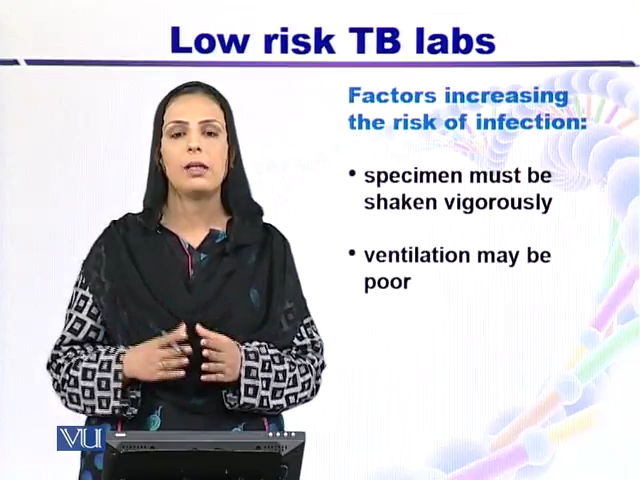 Low risk TB labs
Factors increasing
the risk of infection:
• specimen must be
shaken vigorously
• ventilation may be
poor
VU